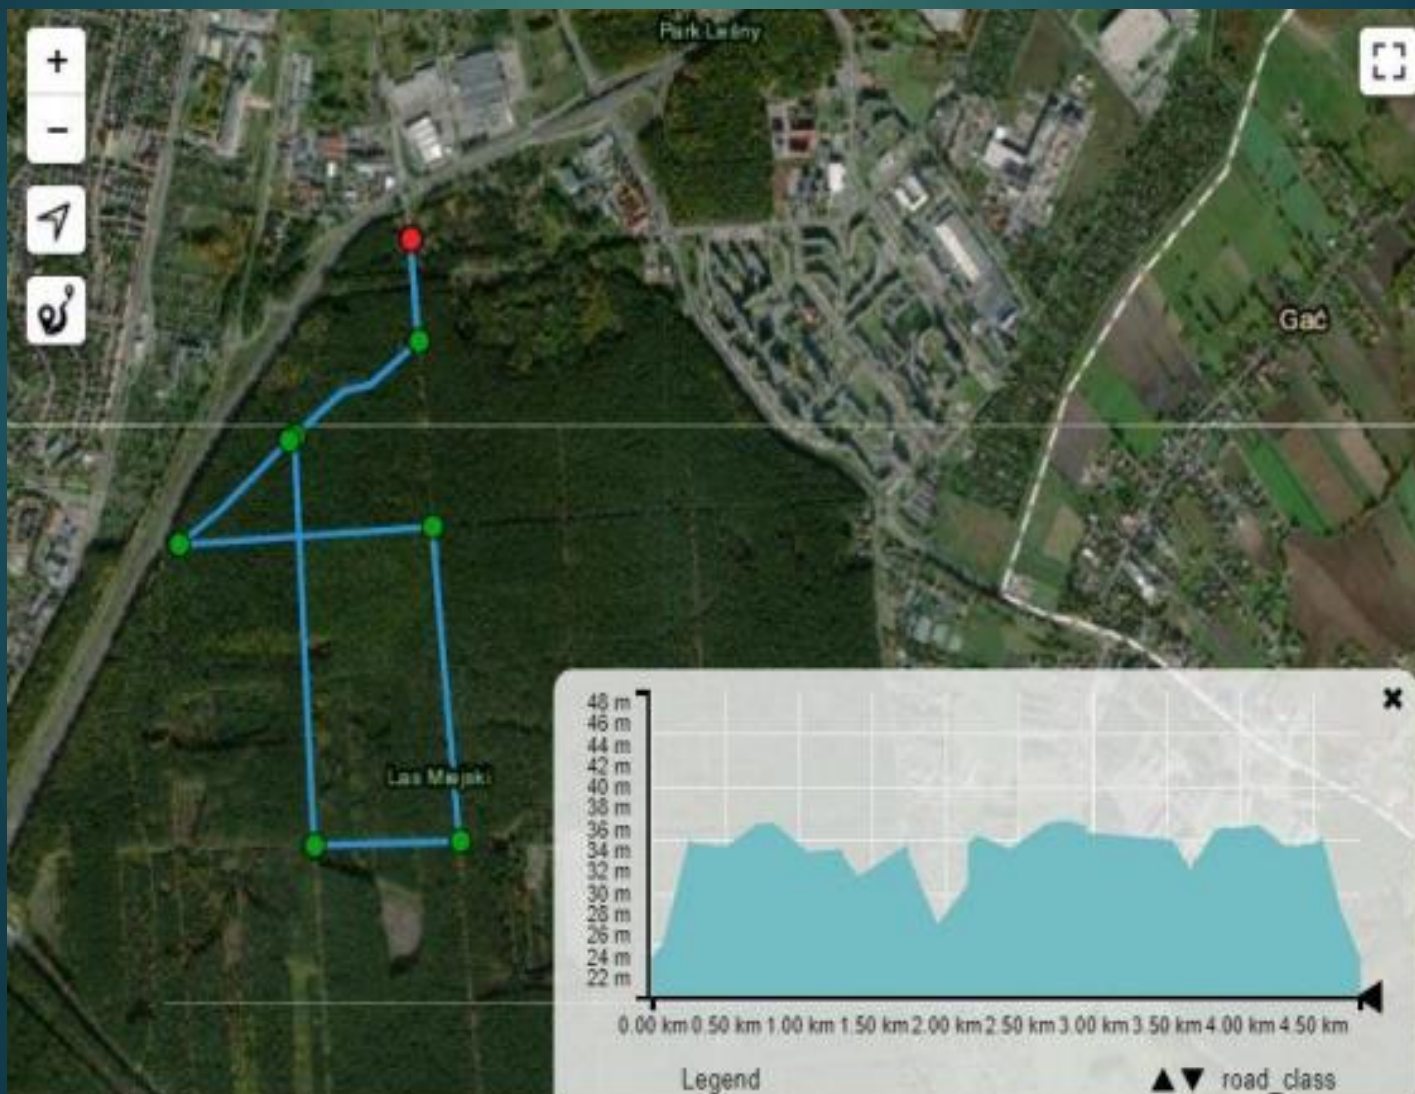 Park Leśny
+
−
Gać
Las Miejski
48 m
46 m
44 m
42 m
40 m
38 m
36 m
34 m
32 m
30 m
28 m
26 m
24 m
22 m
0.00 km 0.50 km 1.00 km 1.50 km 2.00 km 2.50 km 3.00 km 3.50 km 4.00 km 4.50 km
Legend road_class